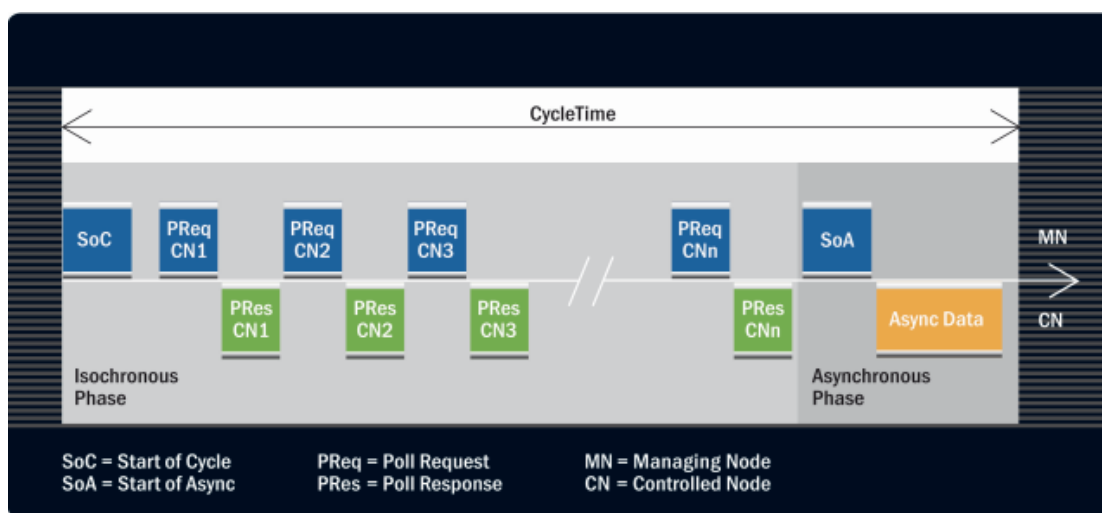 CycleTime
SoC
PReq
CN1
PReq
CN2
PReq
CN3
PReq
CNn
SoA
MN
PRes
CN1
PRes
CN2
PRes
CN3
PRes
CNn
Async Data
CN
Isochronous
Phase
Asynchronous
Phase
SoC = Start of Cycle
SoA = Start of Async
PReq = Poll Request
PRes = Poll Response
MN = Managing Node
CN = Controlled Node